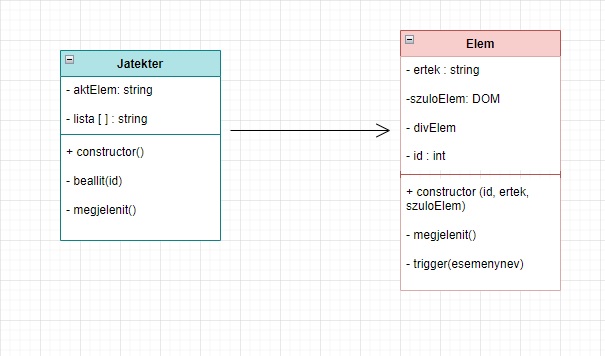 Jatekter
- aktElem: string
- lista [ ] : string
+ constructor()
- beallit(id)
- megjelenit()
Elem
- ertek : string
-szuloElem: DOM
- divElem
- id : int
+ constructor (id, ertek,
szuloElem)
- megjelenit()
- trigger(esemenynev)